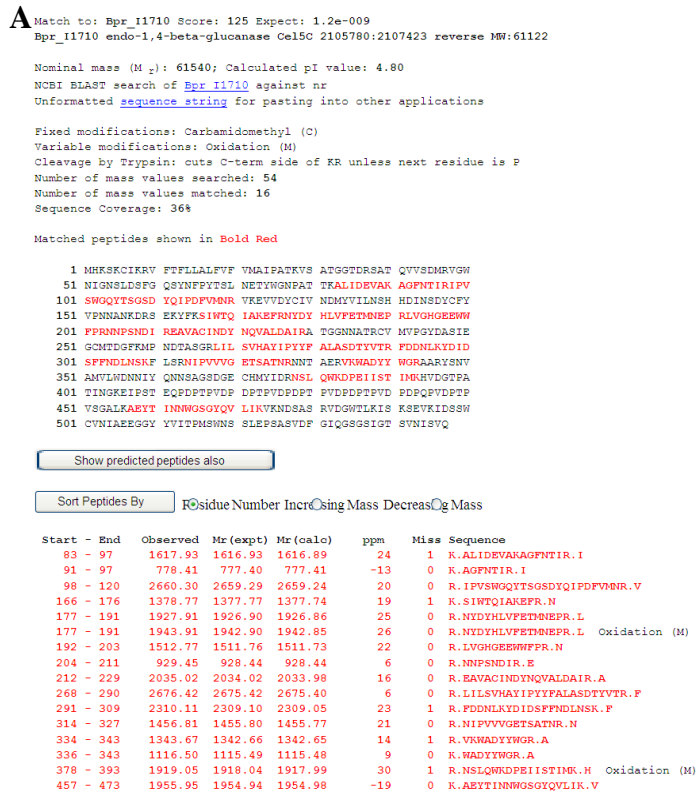 A
Match to: Bpr_I1710 Score: 125 Expect: 1.2e-009
Bpr_I1710 endo-1,4-beta-glucanase Cel5C 2105780:2107423 reverse MW:61122
Nominal mass (M r): 61540; Calculated pI value: 4.80
NCBI BLAST search of Bpr_I1710 against nr
Unformatted sequence string for pasting into other applications
Fixed modifications: Carbamidomethyl (C)
Variable modifications: Oxidation (M)
Cleavage by Trypsin: cuts C-term side of KR unless next residue is P
Number of mass values searched: 54
Number of mass values matched: 16
Sequence Coverage: 36%
Matched peptides shown in Bold Red
1 MHKSKCIKRV FTFLLALFVF VMAIPATKVS ATGGTDRSAT QVVSDMRVGW
51 NIGNSLDSFG QSYNFPYTSL NETYWGNPAT TKALIDEVAK AGFNTIRIPV
101 SWGQYTSGSD YQIPDFVMNR VKEVVDYCIV NDMYVILNSH HDINSDYCFY
151 VPNNANKDRS EKYFKSIWTQ IAKEFRNYDY HLVFETMNEP RLVGHGEEWW
201 FPRNNPSNDI REAVACINDY NQVALDAIRA TGGNNATRCV MVPGYDASIE
251 GCMTDGFKMP NDTASGRLIL SVHAYIPYYF ALASDTYVTR FDDNLKYDID
301 SFFNDLNSKF LSRNIPVVVG ETSATNRNNT AERVKWADYY WGRAARYSNV
351 AMVLWDNNIY QNNSAGSDGE CHMYIDRNSL QWKDPEIIST IMKHVDGTPA
401 TINGKEIPST EQPDPTPVDP DPTPVDPDPT PVDPDPTPVD PDPQPVDPTP
451 VSGALKAEYT INNWGSGYQV LIKVKNDSAS RVDGWTLKIS KSEVKIDSSW
501 CVNIAEEGGY YVITPMSWNS SLEPSASVDF GIQGSGSIGT SVNISVQ
Show predicted peptides also
Sort Peptides By Residue Number Increasing Mass Decreasing Mass
Start - End Observed Mr(expt) Mr(calc) ppm Miss Sequence
83 - 97 1617.93 1616.93 1616.89 24 1 K.ALIDEVAKAGFNTIR.I
91 - 97 778.41 777.40 777.41 -13 0 K.AGFNTIR.I
98 - 120 2660.30 2659.29 2659.24 20 0 R.IPVSWGQYTSGSDYQIPDFVMNR.V
166 - 176 1378.77 1377.77 1377.74 19 1 K.SIWTQIAKEFR.N
177 - 191 1927.91 1926.90 1926.86 25 0 R.NYDYHLVFETMNEPR.L
177 - 191 1943.91 1942.90 1942.85 26 0 R.NYDYHLVFETMNEPR.L Oxidation (M)
192 - 203 1512.77 1511.76 1511.73 22 0 R.LVGHGEEWWFPR.N
204 - 211 929.45 928.44 928.44 6 0 R.NNPSNDIR.E
212 - 229 2035.02 2034.02 2033.98 16 0 R.EAVACINDYNQVALDAIR.A
268 - 290 2676.42 2675.42 2675.40 6 0 R.LILSVHAYIPYYFALASDTYVTR.F
291 - 309 2310.11 2309.10 2309.05 23 1 R.FDDNLKYDIDSFFNDLNSK.F
314 - 327 1456.81 1455.80 1455.77 21 0 R.NIPVVVGETSATNR.N
334 - 343 1343.67 1342.66 1342.65 14 1 R.VKWADYYWGR.A
336 - 343 1116.50 1115.49 1115.48 9 0 K.WADYYWGR.A
378 - 393 1919.05 1918.04 1917.99 30 1 R.NSLQWKDPEIISTIMK.H Oxidation (M)
457 - 473 1955.95 1954.94 1954.98 -19 0 K.AEYTINNWGSGYQVLIK.V